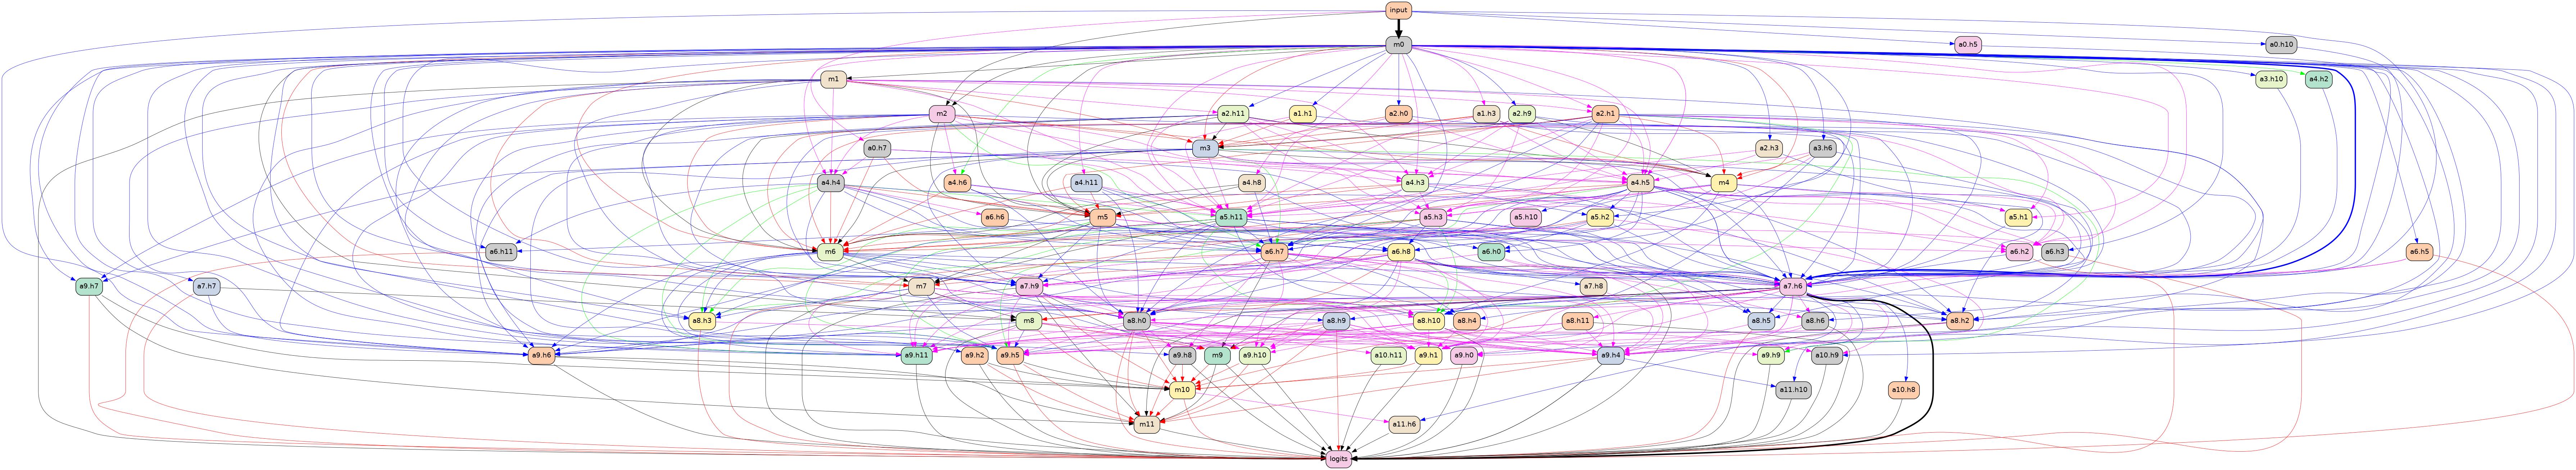 input
m0 a0.h5 a0.h10
m1 a3.h10 a4.h2
m2 a2.h11 a1.h1 a2.h0 a1.h3 a2.h9 a2.h1
a0.h7 m3 a2.h3 a3.h6
a4.h4 a4.h6 a4.h11 a4.h8 a4.h3 a4.h5 m4
a6.h6 m5 a5.h11 a5.h3 a5.h10 a5.h2 a5.h1
a6.h11 m6 a6.h7 a6.h8 a6.h0 a6.h2 a6.h3 a6.h5
a9.h7 a7.h7 m7 a7.h9 a7.h8 a7.h6
a8.h3 m8 a8.h0 a8.h9 a8.h10 a8.h4 a8.h11 a8.h5 a8.h6 a8.h2
a9.h6 a9.h11 a9.h2 a9.h5 a9.h8 m9 a9.h10 a10.h11 a9.h1 a9.h0 a9.h4 a9.h9 a10.h9
m10 a11.h10 a10.h8
m11 a11.h6
logits